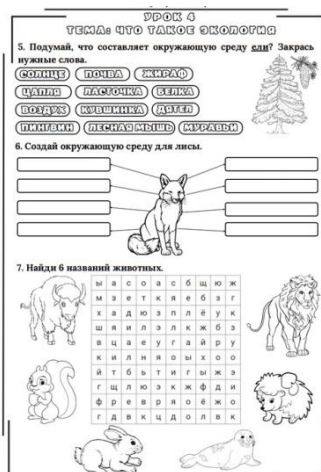 УРОК 4
ТЕМА: ЧТО ТАКОЕ ЭКОЛОГИЯ
5. Подумай, что составляет окружающую среду ели? Закрась
нужные слова.
СОЛНЦЕ ПОЧВА ЖИРАФ
ЦАПЛЯ ЛАСТОЧКА БЕЛКА
ВОЗДУХ КУВШИНКА ДЯТЕЛ
ПИНГВИН ЛЕСНАЯ МЫШЬ МУРАВЬИ
6. Создай окружающую среду для лисы.
7. Найди 6 названий животных.
ы а с о а с б щ ю ж
м з е т к я е б з г
х а д ю з п л ё у к
ш я и л э л к ж б з
в ц а е у г а й р у
к и л н я о ы х о о
й т б ь т и г ы ж э
г щ л ю э к ж ф д и
ф р е в р я о ё ж о
г д в к ц д о л в к